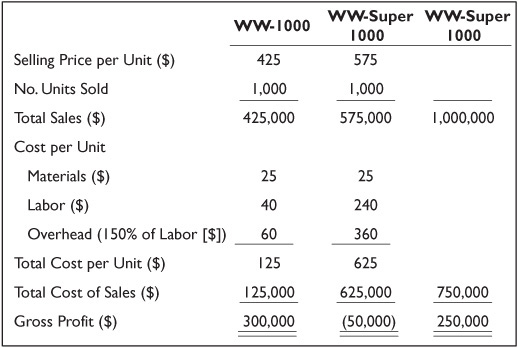 WW-1000 WW-Super 1000 WW-Super 1000
Selling Price per Unit ($) 425 575
No. Units Sold 1,000 1,000
Total Sales ($) 425,000 575,000 1,000,000
Cost per Unit
Materials ($) 25 25
Labor ($) 40 240
Overhead (150% of Labor [$]) 60 360
Total Cost per Unit ($) 125 625
Total Cost of Sales ($) 125,000 625,000 750,000
Gross Profit ($) 300,000 (50,000) 250,000